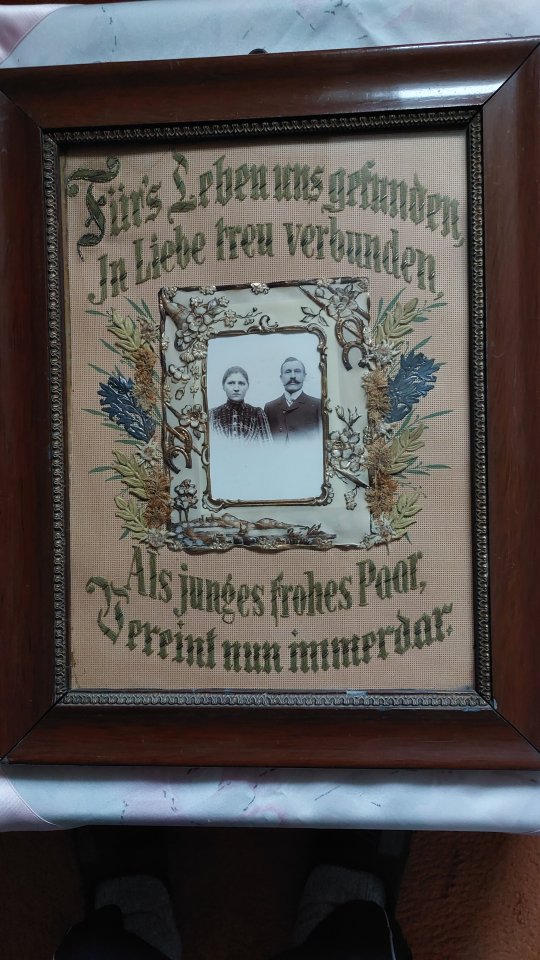 Für's Leben uns gefunden,
In Liebe treu verbunden,
Als junges frohes Paar,
Vereint nun immerdar.